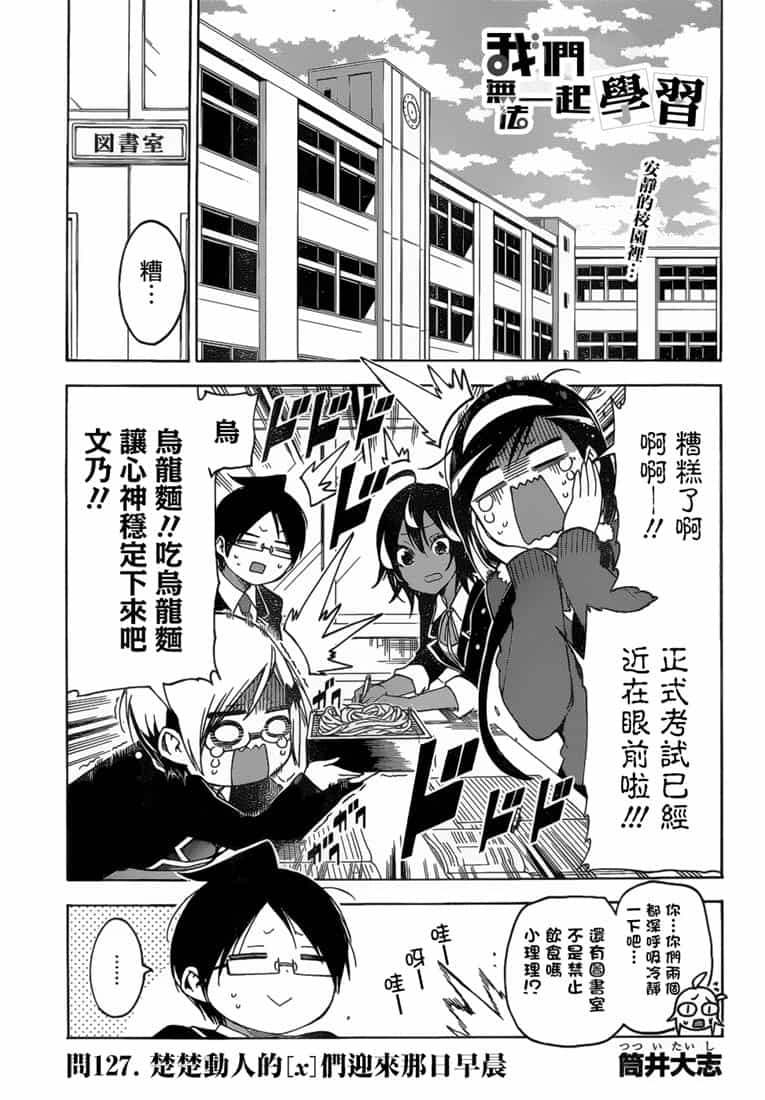 我們
無法一起學習
安靜的校園裡…
図書室
糟…
糟糕了啊
啊啊──!!
正式考試已經
近在眼前啦!!!
烏
烏龍麵!!吃烏龍麵
讓心神穩定下來吧
文乃!!
ドドド
ドドド
你…你們兩個
都深呼吸冷靜
一下吧…
還有圖書室
不是禁止
飲食嗎
小理理!?
哇─
呀─
哇─
……
問127. 楚楚動人的[x]們迎來那日早晨
つつ い たい し
筒井大志